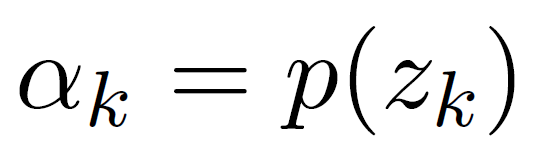 αₖ = p(zₖ)